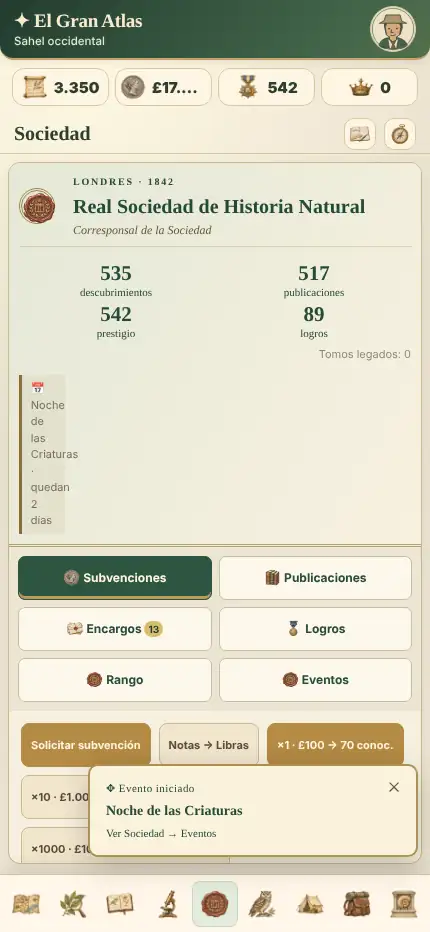 ✦ El Gran Atlas
Sahel occidental
3.350
£17....
542
0
Sociedad
LONDRES · 1842
Real Sociedad de Historia Natural
Corresponsal de la Sociedad
535
descubrimientos
517
publicaciones
542
prestigio
89
logros
Tomos legados: 0
📅
Noche
de
las
Criaturas
·
quedan
2
días
Subvenciones
Publicaciones
Encargos 13
Logros
Rango
Eventos
Solicitar subvención
Notas → Libras
×1 · £100 → 70 conoc.
×10 · £1.00
×1000 · £10
✥ Evento iniciado
Noche de las Criaturas
Ver Sociedad → Eventos